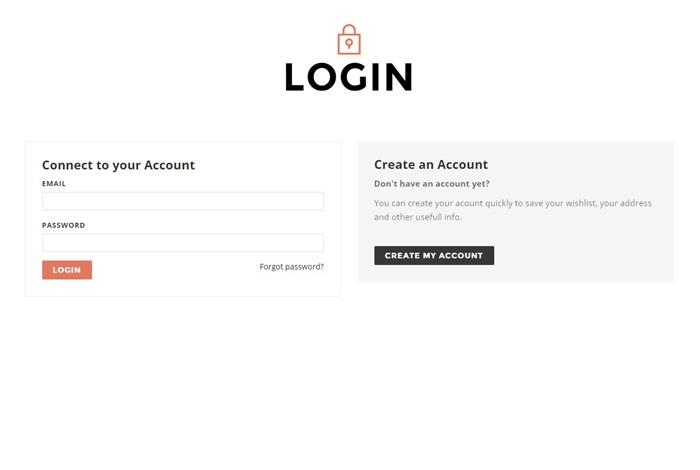 LOGIN
Connect to your Account
EMAIL
PASSWORD
LOGIN
Forgot password?
Create an Account
Don't have an account yet?
You can create your acount quickly to save your wishlist, your address
and other usefull info.
CREATE MY ACCOUNT